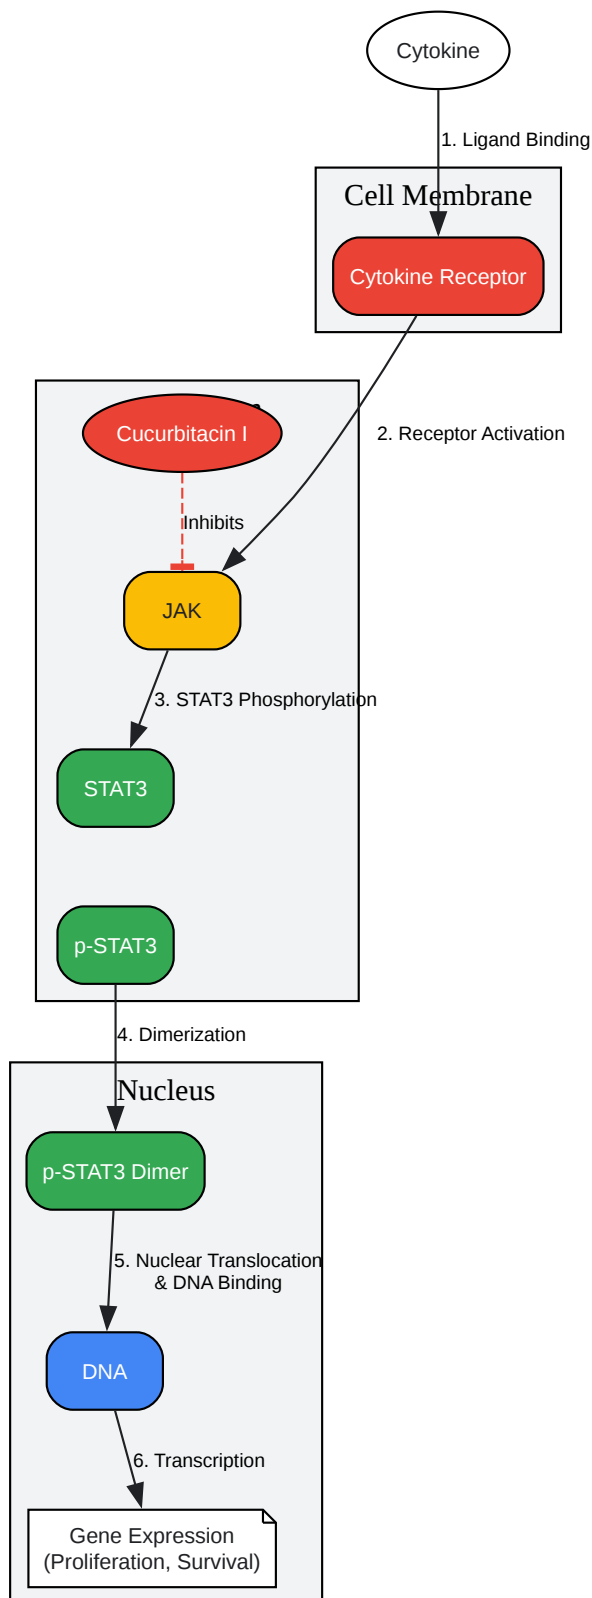 Cytokine
1. Ligand Binding
Cell Membrane
Cytokine Receptor
2. Receptor Activation
Cucurbitacin I
Inhibits
JAK
3. STAT3 Phosphorylation
STAT3
p-STAT3
4. Dimerization
Nucleus
p-STAT3 Dimer
5. Nuclear Translocation
& DNA Binding
DNA
6. Transcription
Gene Expression
(Proliferation, Survival)